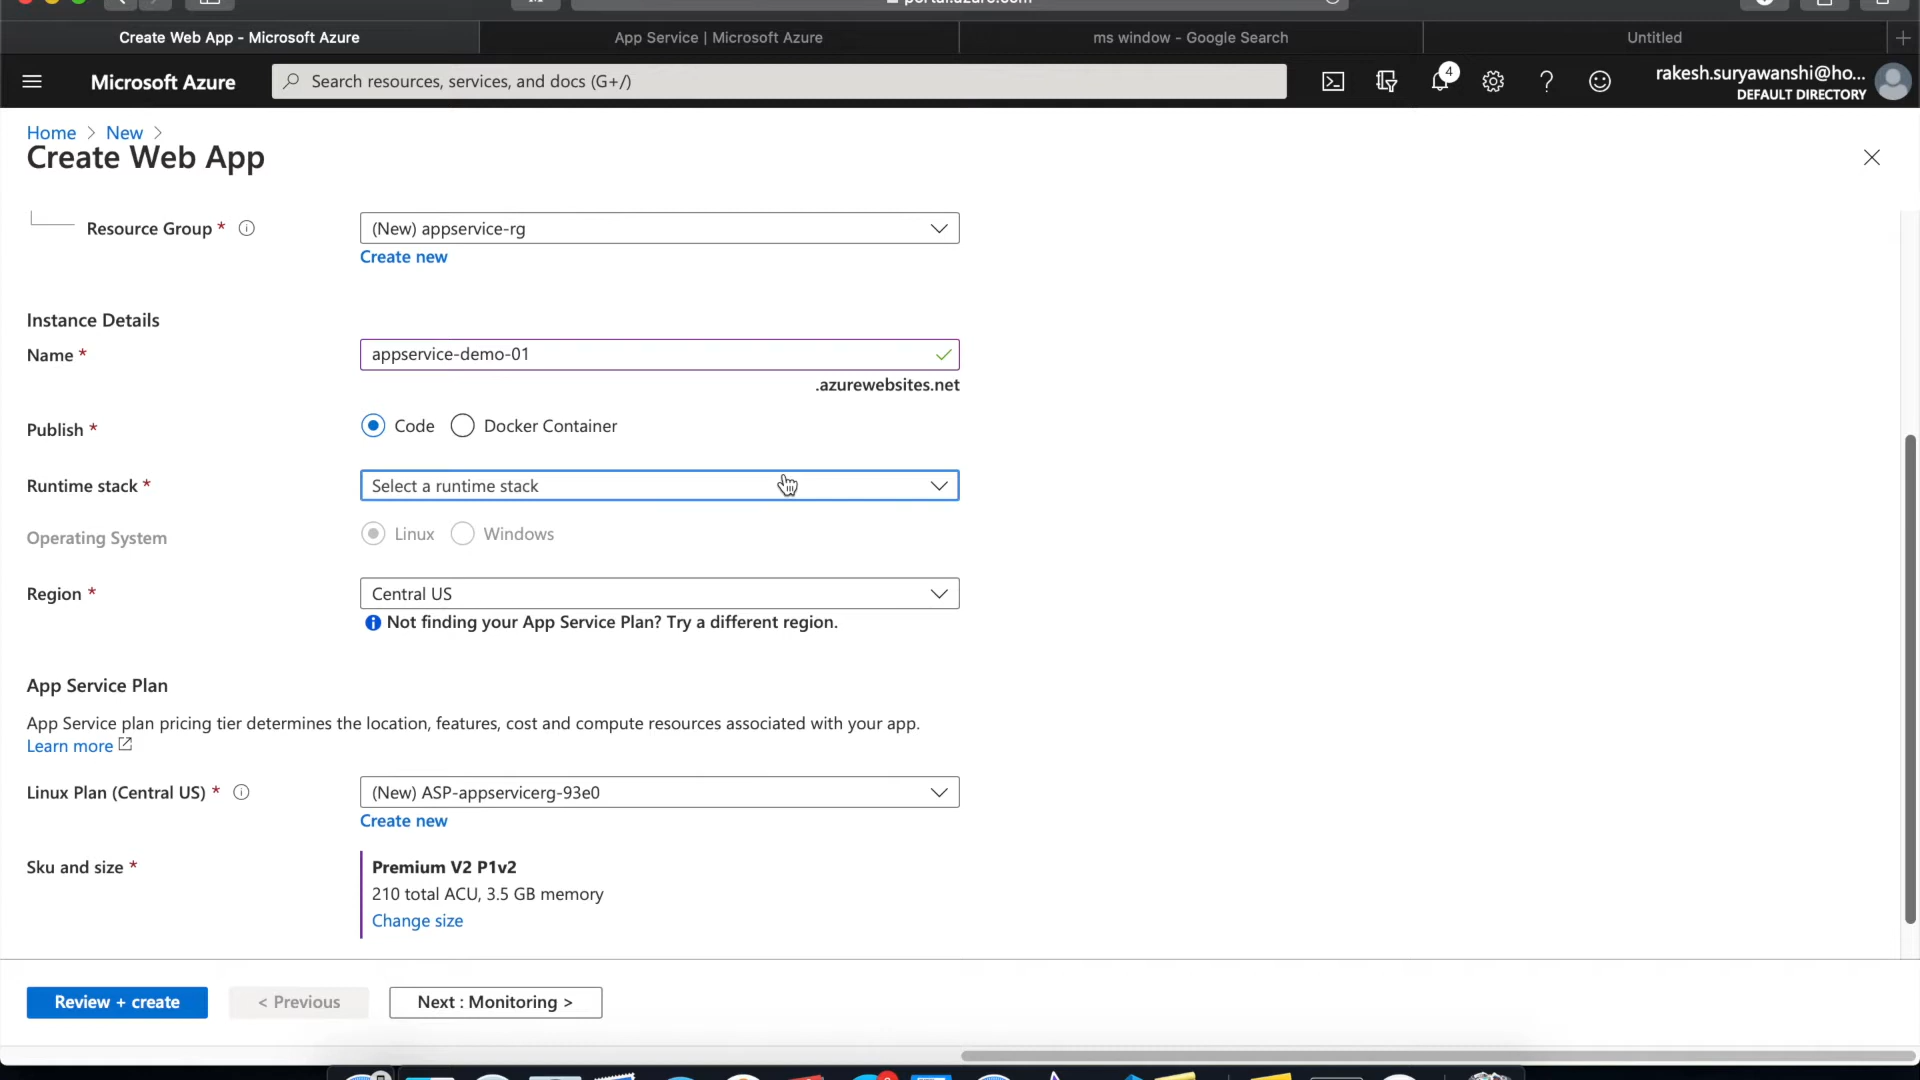 Create Web App - Microsoft Azure
App Service | Microsoft Azure
ms window - Google Search
Untitled
Microsoft Azure
Search resources, services, and docs (G+/)
4
rakesh.suryawanshi@ho...
DEFAULT DIRECTORY
Home > New >
Create Web App
Resource Group *
(New) appservice-rg
Create new
Instance Details
Name *
appservice-demo-01
.azurewebsites.net
Publish *
Code
Docker Container
Runtime stack *
Select a runtime stack
Operating System
Linux
Windows
Region *
Central US
Not finding your App Service Plan? Try a different region.
App Service Plan
App Service plan pricing tier determines the location, features, cost and compute resources associated with your app.
Learn more
Linux Plan (Central US) *
(New) ASP-appservicerg-93e0
Create new
Sku and size *
Premium V2 P1v2
210 total ACU, 3.5 GB memory
Change size
Review + create
< Previous
Next : Monitoring >